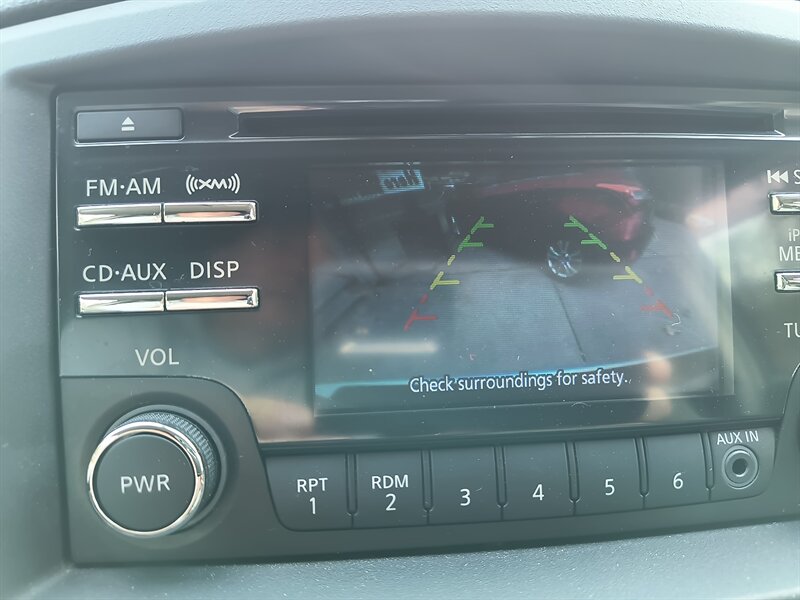 FM·AM XM
CD·AUX DISP
VOL
PWR
Check surroundings for safety.
RPT
1
RDM
2
3
4
5
6
AUX IN